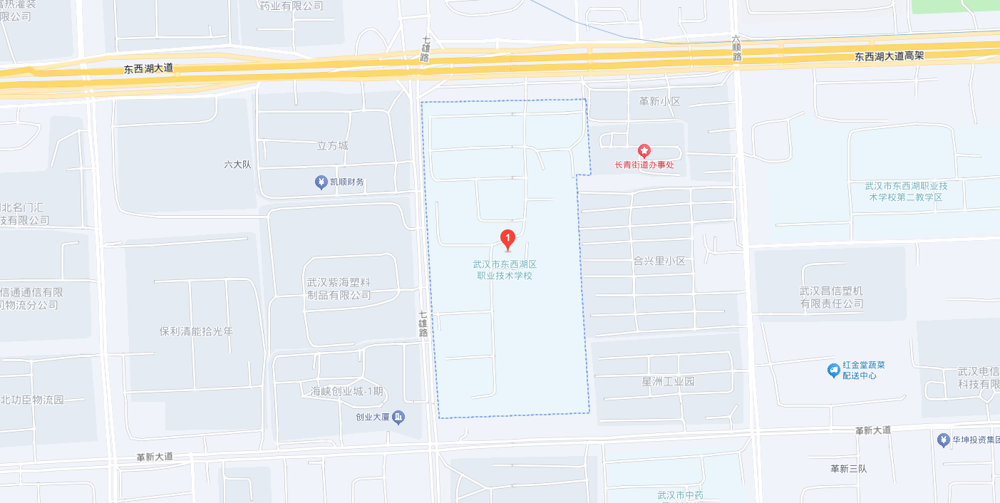 富热灌装
限公司
药业有限公司
七雄路
六顺路
东西湖大道
东西湖大道高架
革新小区
立方城
长青街道办事处
六大队
凯顺财务
武汉市东西湖职业技
术学校第二教学区
北名门汇
技有限公司
1
武汉市东西湖区
职业技术学校
合兴里小区
武汉紫海塑料
制品有限公司
信通通信有限
司物流分公司
武汉昌信塑机
有限责任公司
七雄路
保利清能拾光年
红金堂蔬菜
配送中心
武汉电信
科技有限
星洲工业园
海峡创业城-1期
北功臣物流园
创业大厦
革新大道
华坤投资集团
革新大道
革新三队
武汉市中药